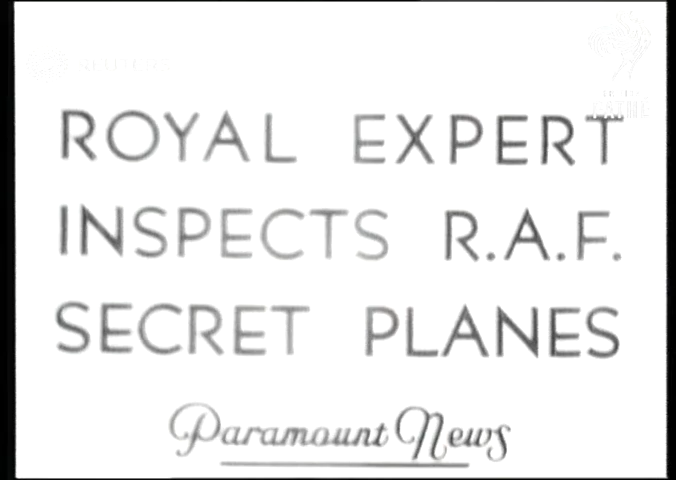 ROYAL EXPERT
INSPECTS R.A.F.
SECRET PLANES
Paramount News